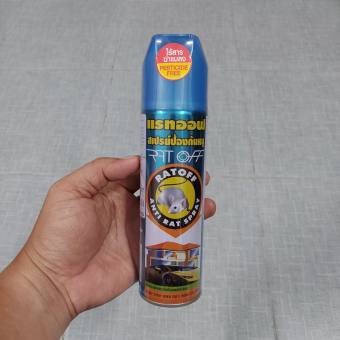 ไร้สาร
ฆ่าแมลง
PESTICIDE
FREE
แรทออฟ
สเปรย์ป้องกันหนู
RAT OFF
RATOFF
ANTI RAT SPRAY